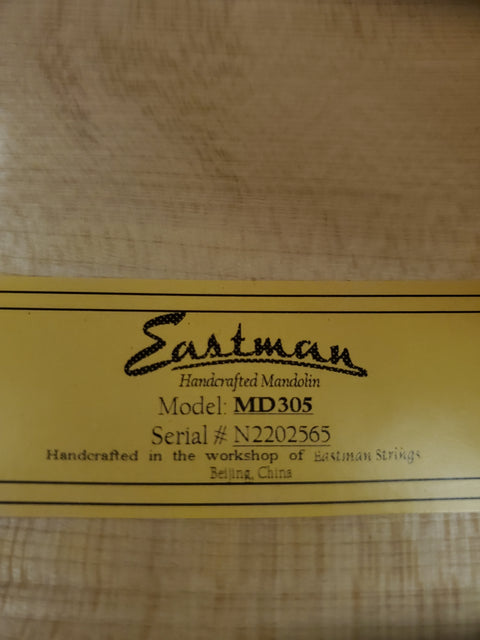 Eastman
Handcrafted Mandolin
Model: MD305
Serial # N2202565
Handcrafted in the workshop of Eastman Strings
Beijing, China